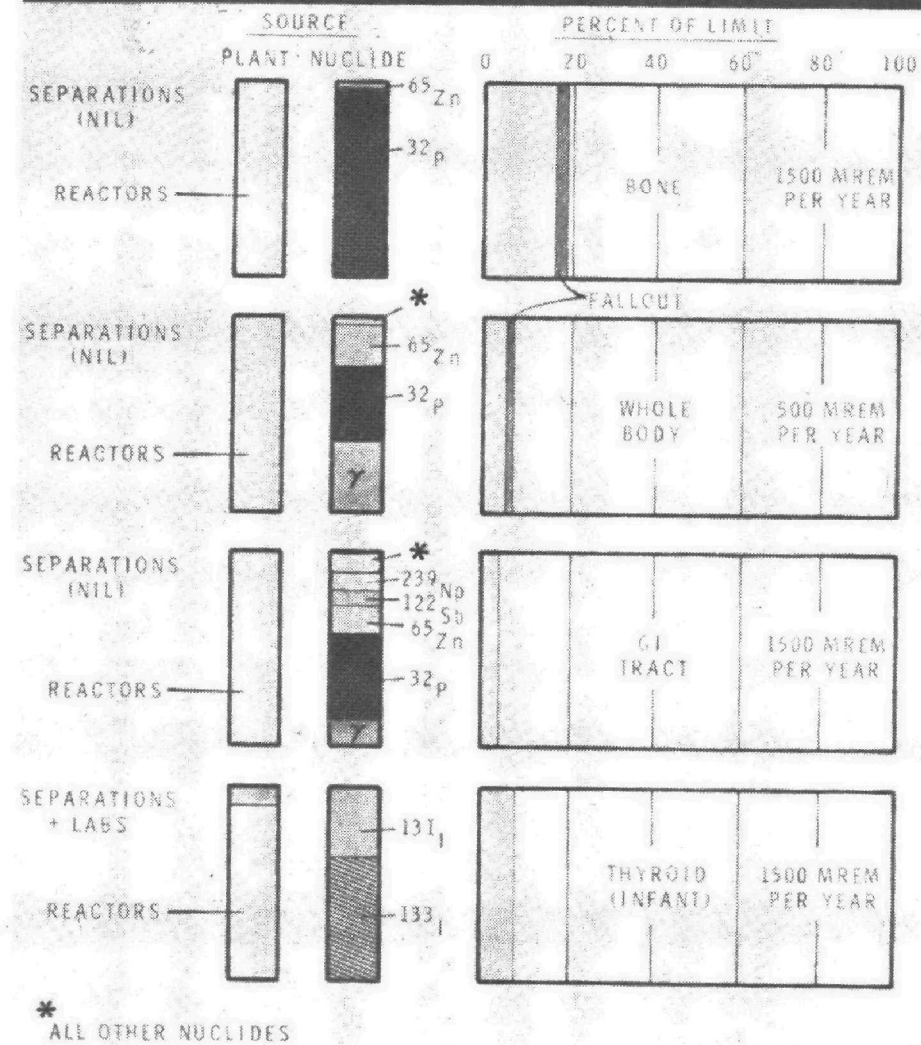 SOURCE
PERCENT OF LIMIT
PLANT NUCLIDE
0 20 40 60 80 100
SEPARATIONS
(NIL)
65Zn
32P
REACTORS
BONE
1500 MREM
PER YEAR
*
FALLOUT
SEPARATIONS
(NIL)
65Zn
32P
WHOLE
BODY
500 MREM
PER YEAR
REACTORS
γ
*
SEPARATIONS
(NIL)
239Np
122Sb
65Zn
GI
TRACT
1500 MREM
PER YEAR
REACTORS
32P
γ
SEPARATIONS
+ LABS
131I
THYROID
(INFANT)
1500 MREM
PER YEAR
REACTORS
133I
*
ALL OTHER NUCLIDES